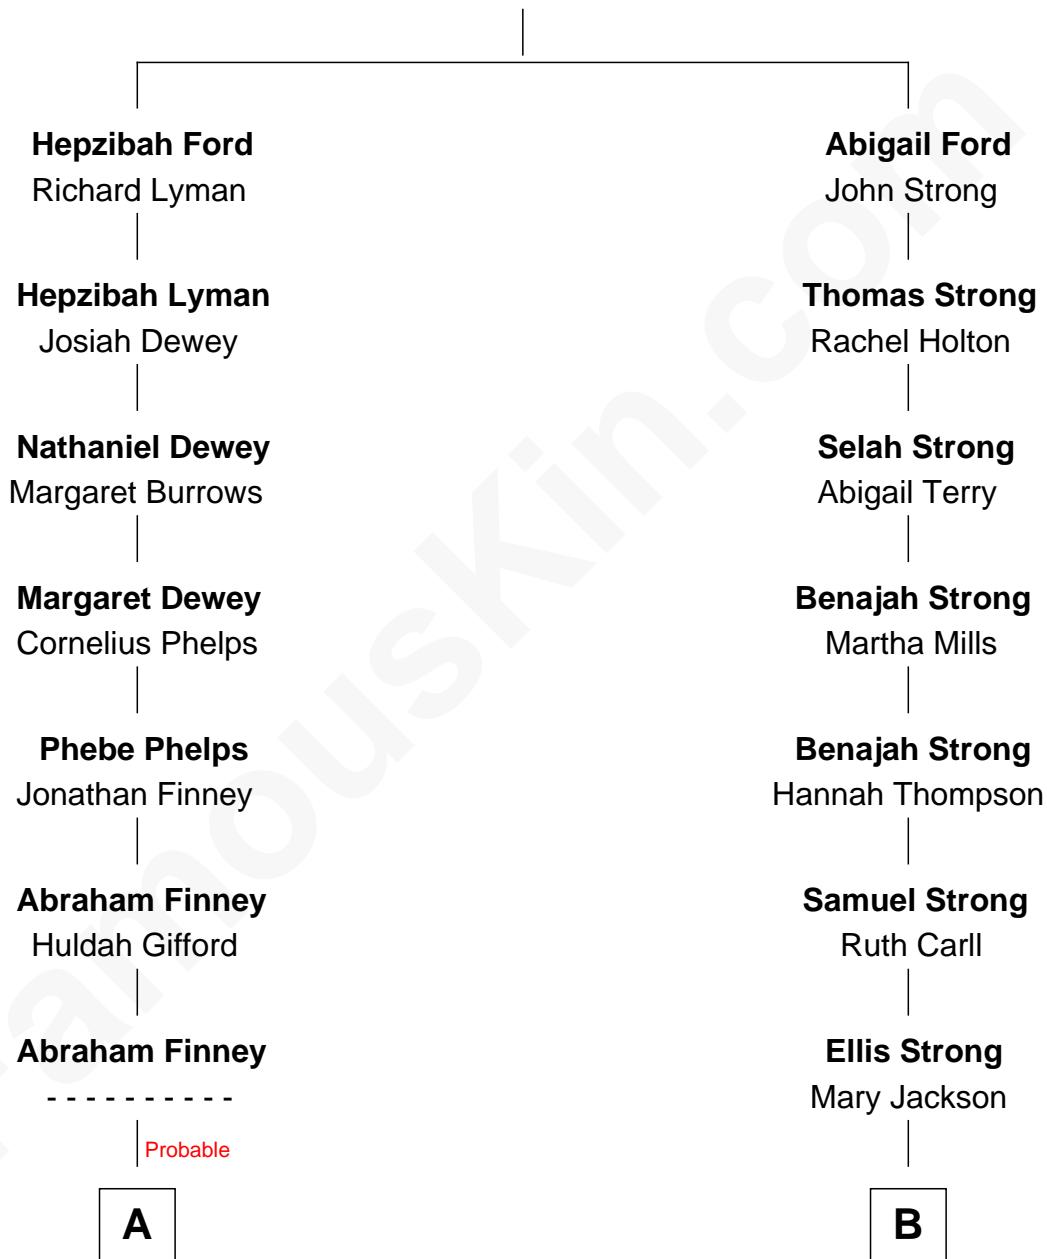 Hepzibah Ford
Richard Lyman
Hepzibah Lyman
Josiah Dewey
Nathaniel Dewey
Margaret Burrows
Margaret Dewey
Cornelius Phelps
Phebe Phelps
Jonathan Finney
Abraham Finney
Huldah Gifford
Abraham Finney
- - - - - - - - - -
Probable
A
Abigail Ford
John Strong
Thomas Strong
Rachel Holton
Selah Strong
Abigail Terry
Benajah Strong
Martha Mills
Benajah Strong
Hannah Thompson
Samuel Strong
Ruth Carll
Ellis Strong
Mary Jackson
B
FamousKin.com